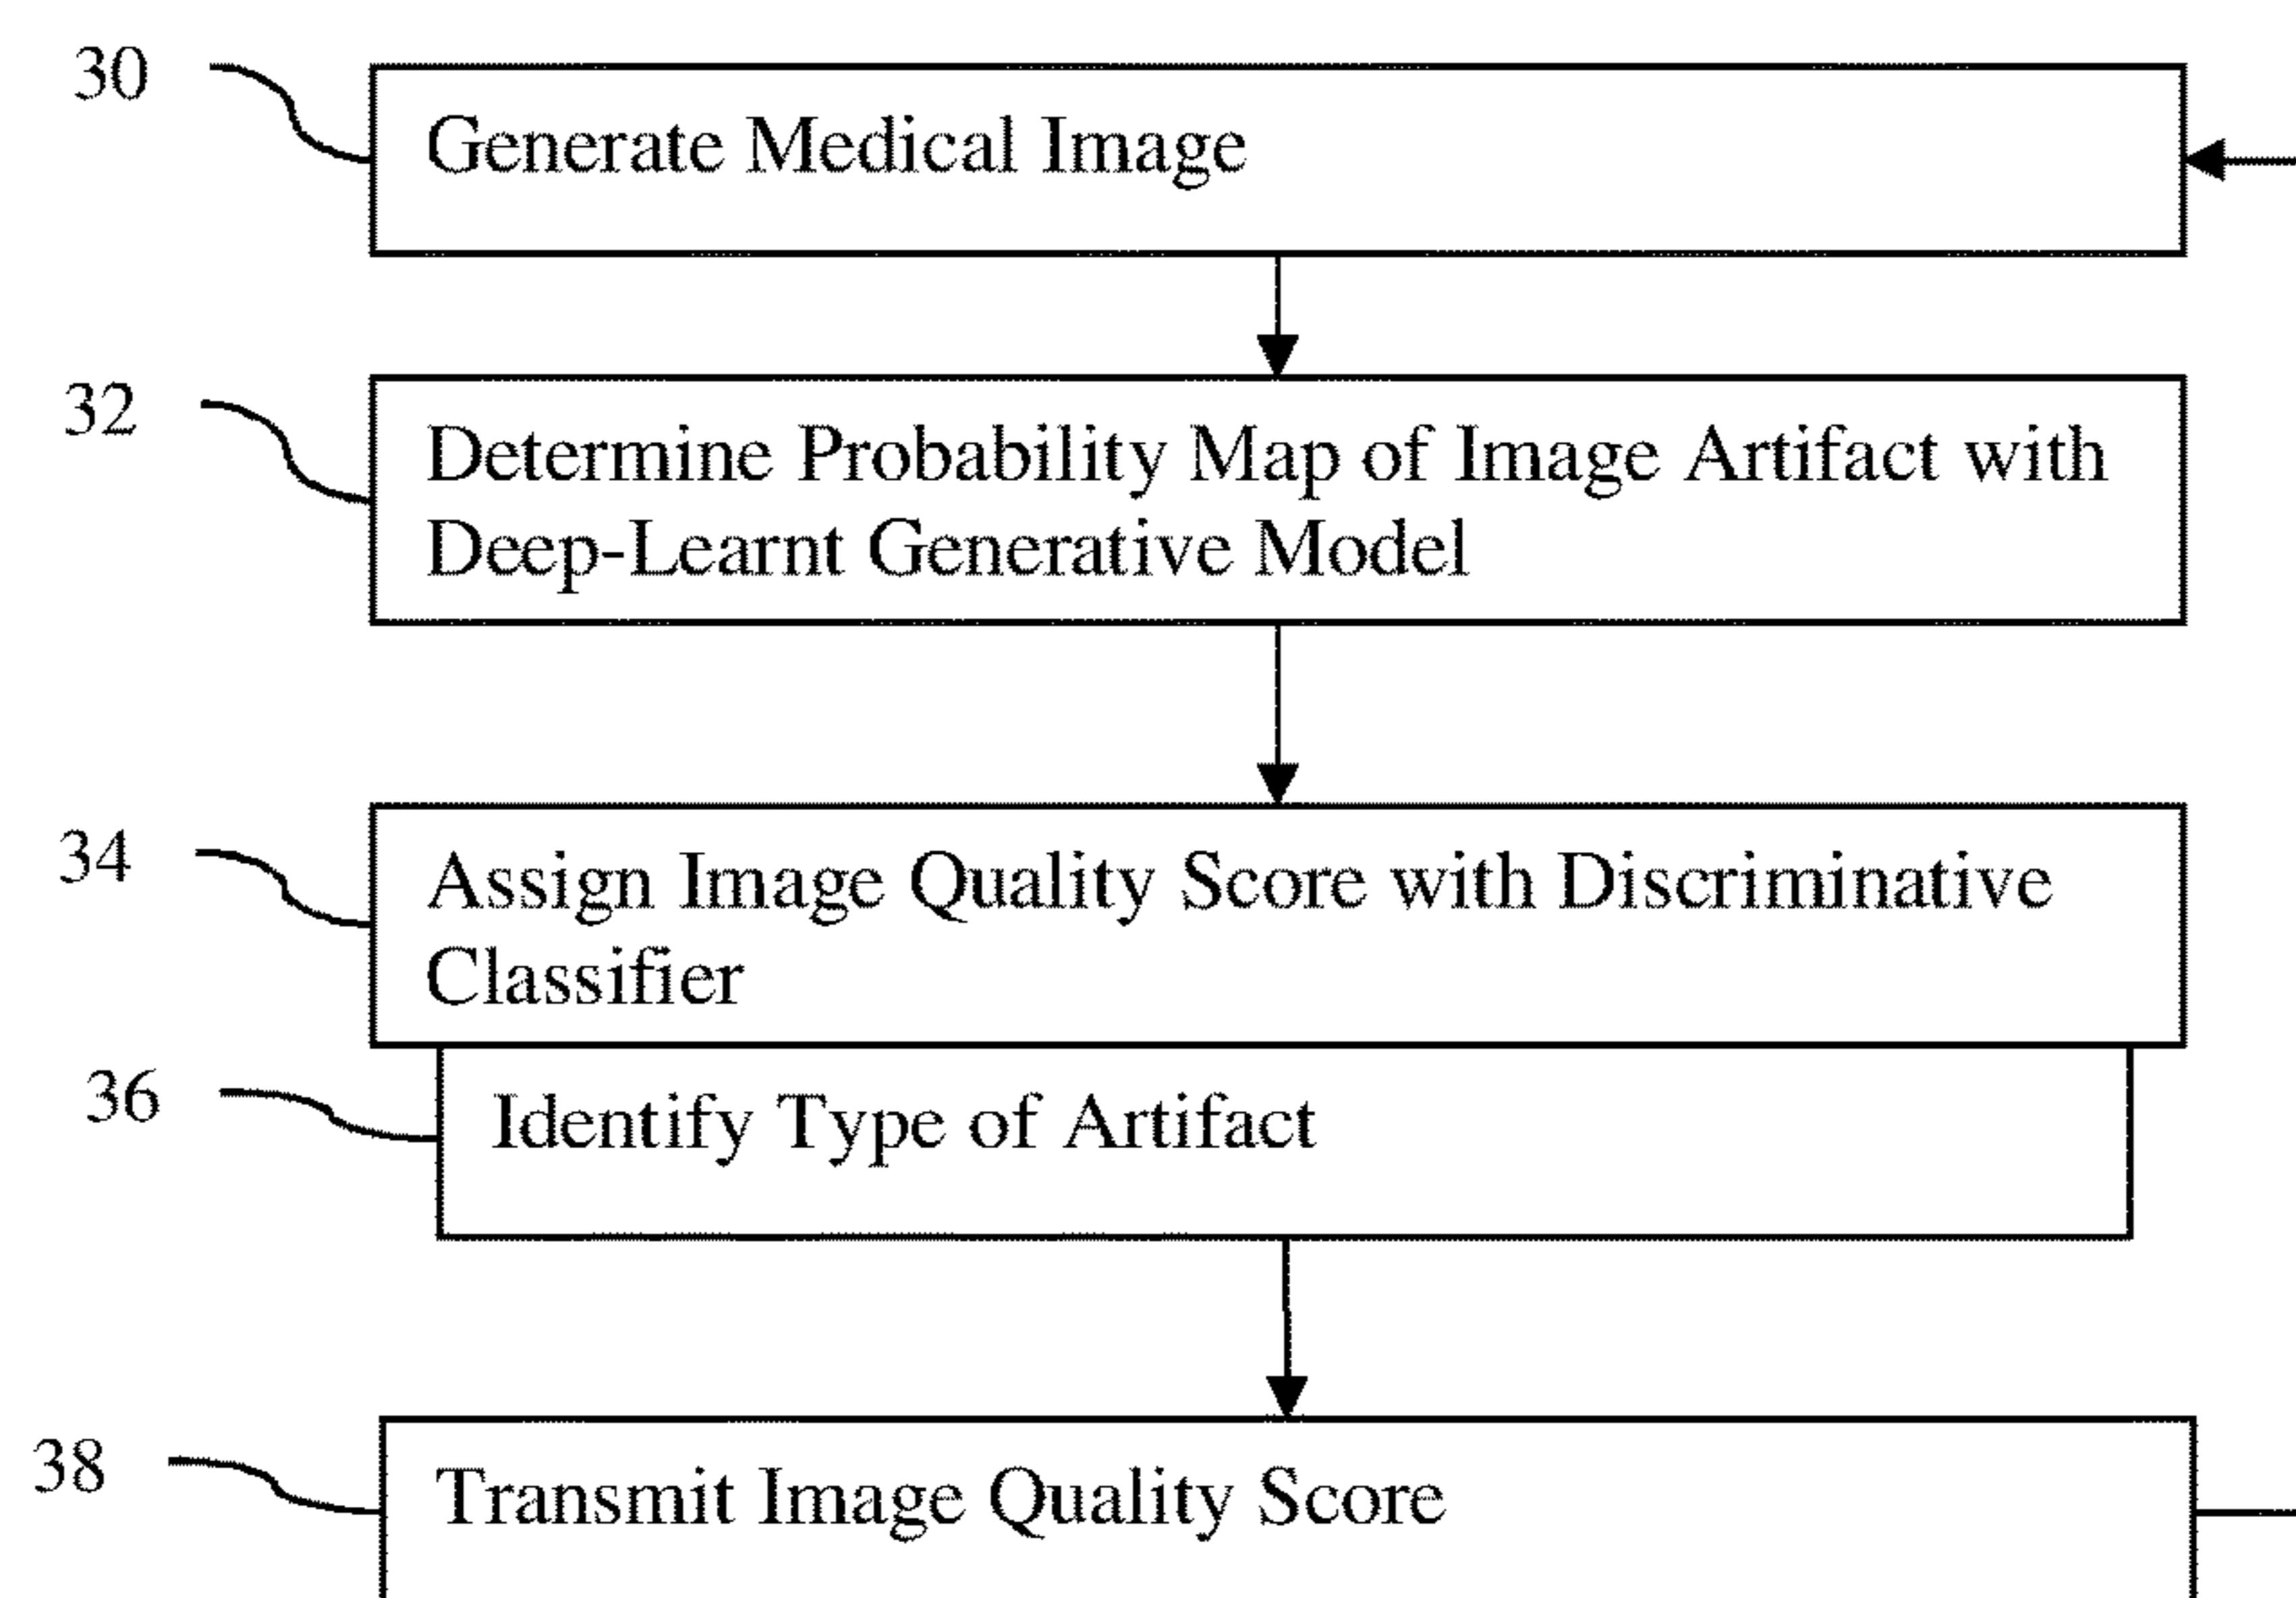 30
Generate Medical Image
32
Determine Probability Map of Image Artifact with
Deep-Learnt Generative Model
34
Assign Image Quality Score with Discriminative
Classifier
36
Identify Type of Artifact
38
Transmit Image Quality Score